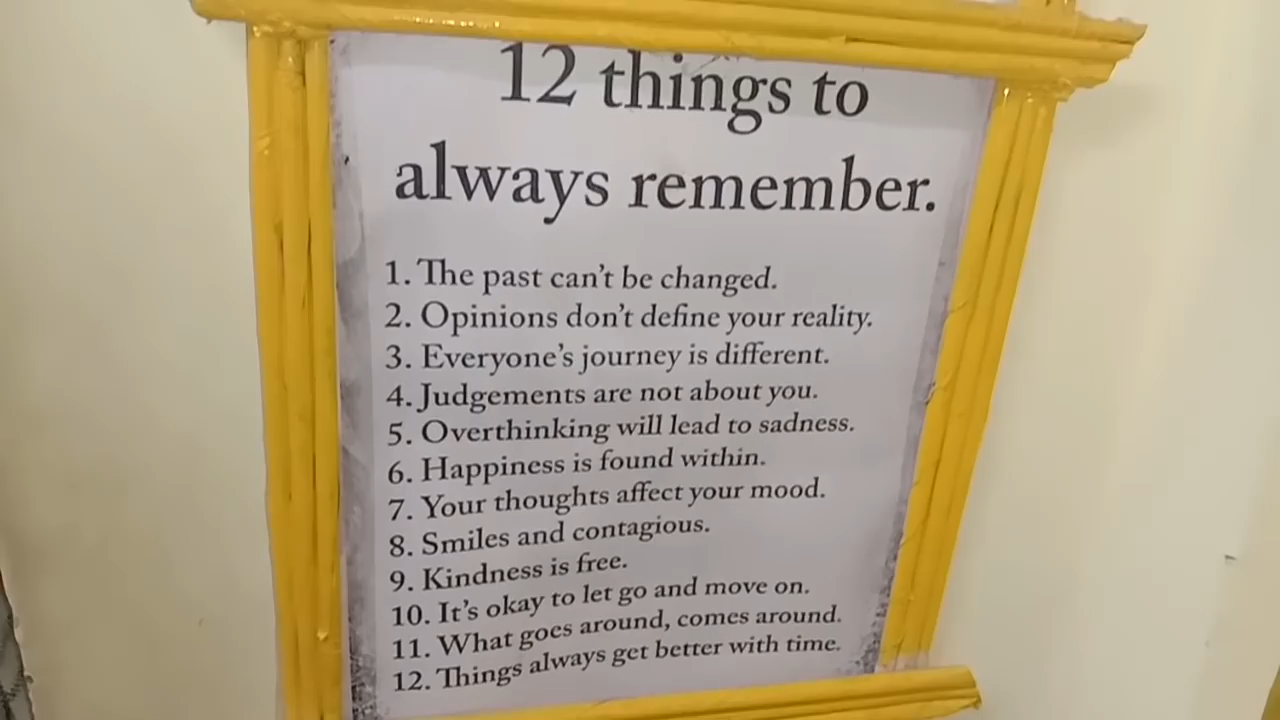 12 things to
always remember.
1. The past can't be changed.
2. Opinions don't define your reality.
3. Everyone's journey is different.
4. Judgements are not about you.
5. Overthinking will lead to sadness.
6. Happiness is found within.
7. Your thoughts affect your mood.
8. Smiles and contagious.
9. Kindness is free.
10. It's okay to let go and move on.
11. What goes around, comes around.
12. Things always get better with time.